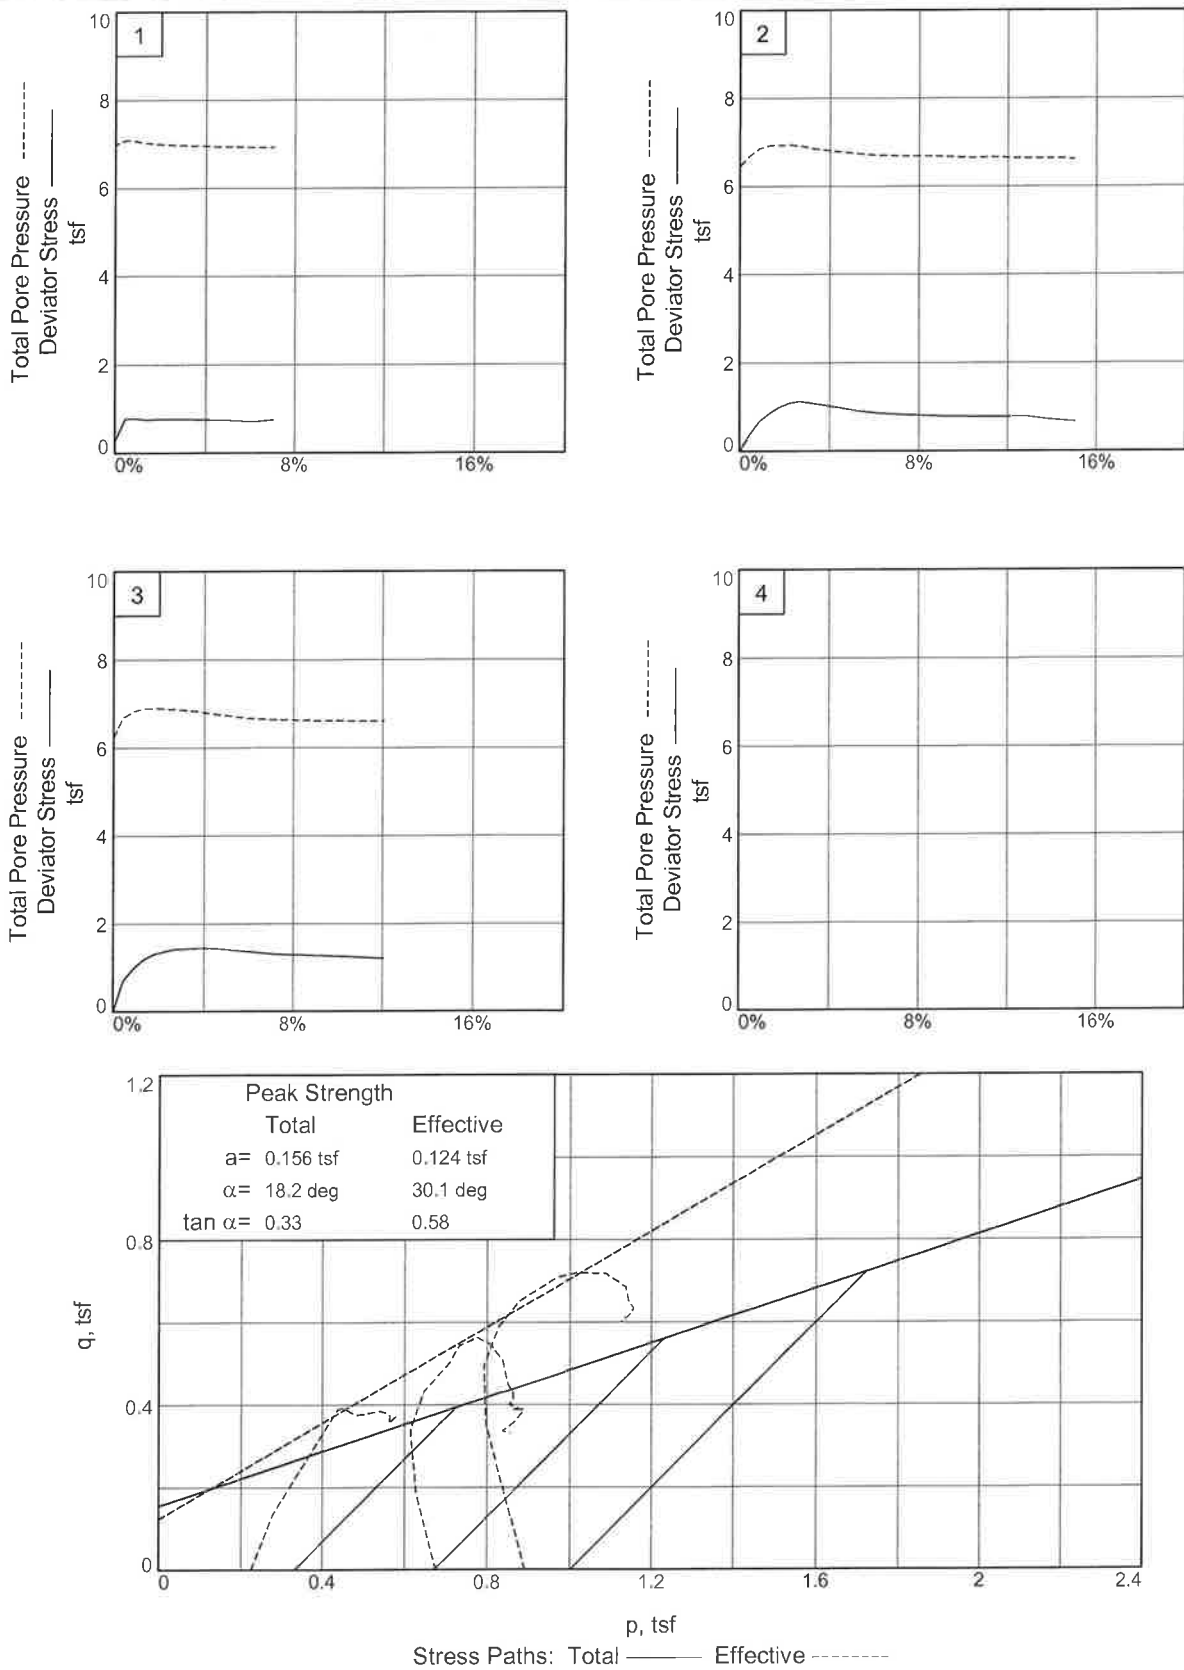 1
10
8
6
4
2
0
0%
8%
16%
Total Pore Pressure
Deviator Stress
tsf
2
10
8
6
4
2
0
0%
8%
16%
Total Pore Pressure
Deviator Stress
tsf
3
10
8
6
4
2
0
0%
8%
16%
Total Pore Pressure
Deviator Stress
tsf
4
10
8
6
4
2
0
0%
8%
16%
Total Pore Pressure
Deviator Stress
tsf
Peak Strength
Total Effective
a= 0.156 tsf 0.124 tsf
α= 18.2 deg 30.1 deg
tan α= 0.33 0.58
1.2
0.8
0.4
0
q, tsf
0 0.4 0.8 1.2 1.6 2 2.4
p, tsf
Stress Paths: Total Effective